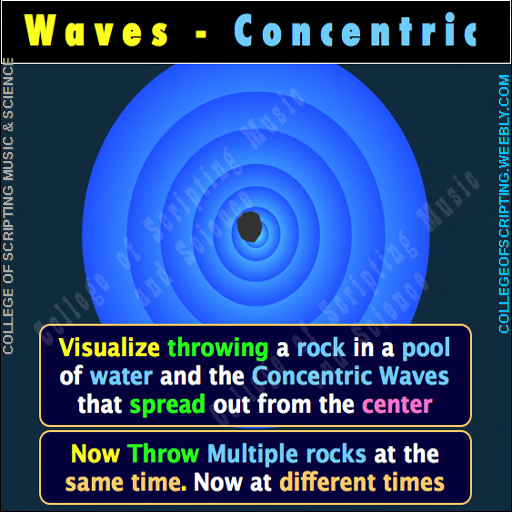 Waves - Concentric
COLLEGE OF SCRIPTING MUSIC & SCIENCE
COLLEGEOFSCRIPTING.WEEBLY.COM
College of Scripting Music
and Science
College of Scripting Music
and Science
Visualize throwing a rock in a pool
of water and the Concentric Waves
that spread out from the center
Now Throw Multiple rocks at the
same time. Now at different times